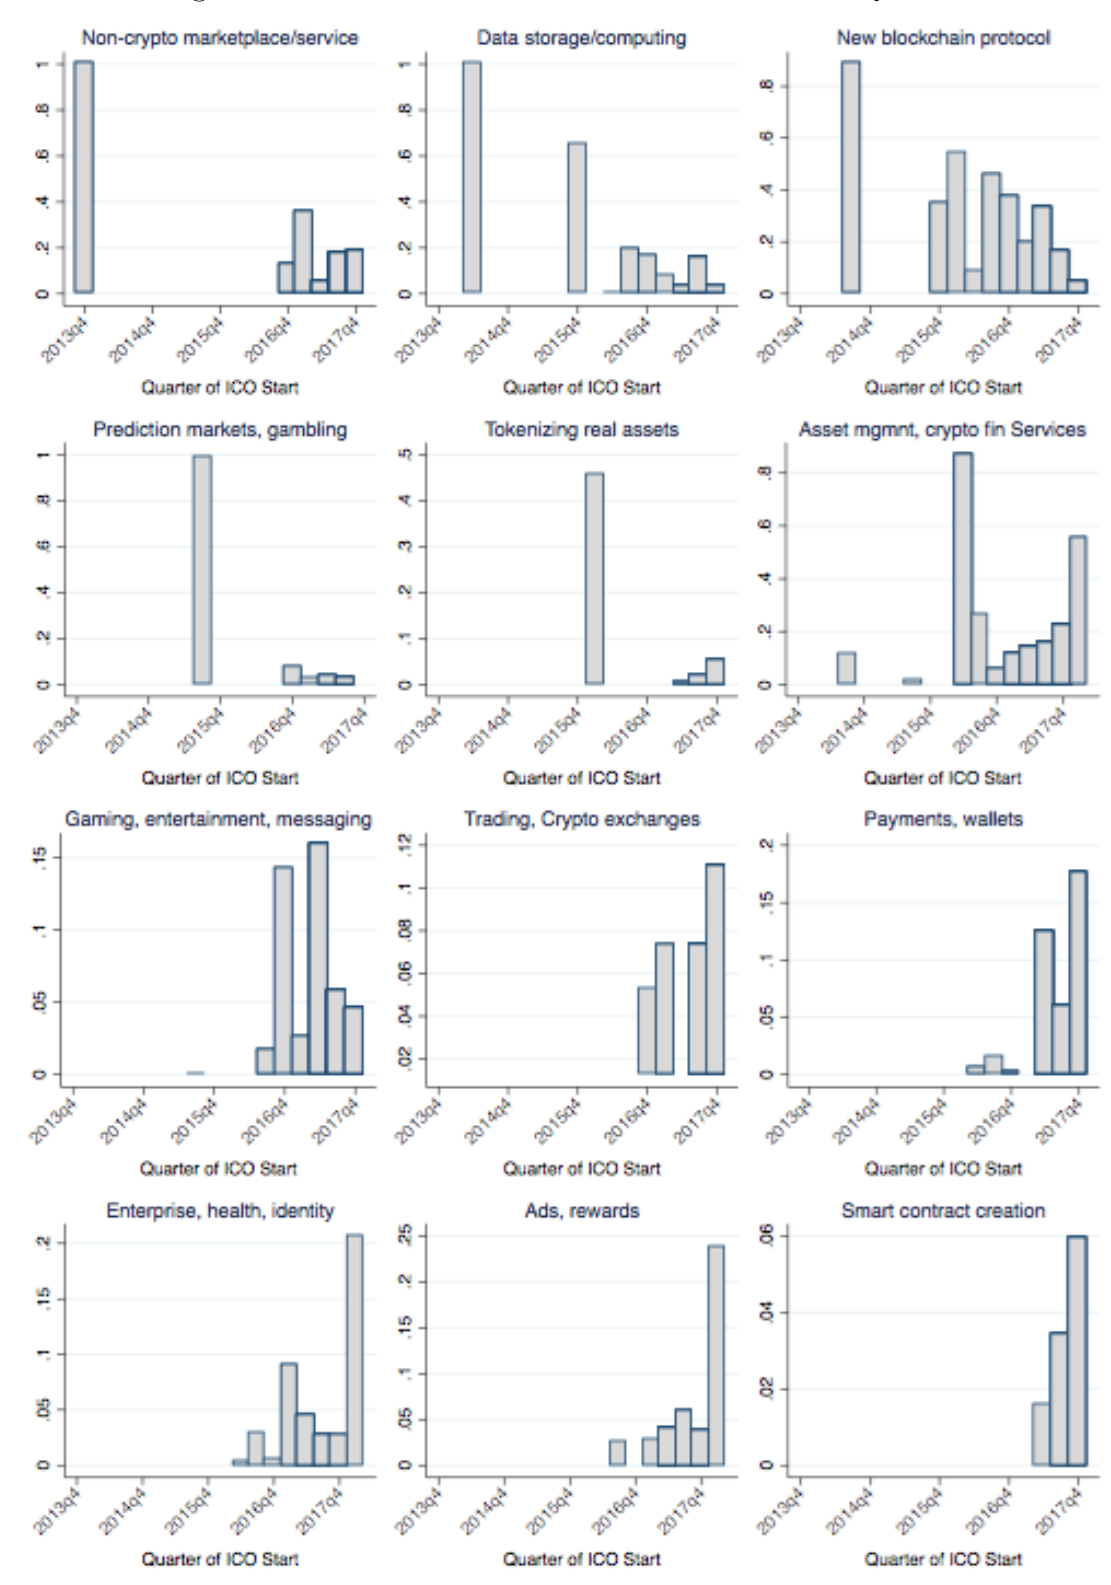 Non-crypto marketplace/service
0 .2 .4 .6 .8 1
2013q4 2014q4 2015q4 2016q4 2017q4
Quarter of ICO Start
Data storage/computing
0 .2 .4 .6 .8 1
2013q4 2014q4 2015q4 2016q4 2017q4
Quarter of ICO Start
New blockchain protocol
0 .2 .4 .6 .8
2013q4 2014q4 2015q4 2016q4 2017q4
Quarter of ICO Start
Prediction markets, gambling
0 .2 .4 .6 .8 1
2013q4 2014q4 2015q4 2016q4 2017q4
Quarter of ICO Start
Tokenizing real assets
0 .1 .2 .3 .4 .5
2013q4 2014q4 2015q4 2016q4 2017q4
Quarter of ICO Start
Asset mgmnt, crypto fin Services
0 .2 .4 .6 .8
2013q4 2014q4 2015q4 2016q4 2017q4
Quarter of ICO Start
Gaming, entertainment, messaging
0 .05 .1 .15
2013q4 2014q4 2015q4 2016q4 2017q4
Quarter of ICO Start
Trading, Crypto exchanges
.02 .04 .06 .08 .1 .12
2013q4 2014q4 2015q4 2016q4 2017q4
Quarter of ICO Start
Payments, wallets
0 .05 .1 .15 .2
2013q4 2014q4 2015q4 2016q4 2017q4
Quarter of ICO Start
Enterprise, health, identity
0 .05 .1 .15 .2
2013q4 2014q4 2015q4 2016q4 2017q4
Quarter of ICO Start
Ads, rewards
0 .05 .1 .15 .2 .25
2013q4 2014q4 2015q4 2016q4 2017q4
Quarter of ICO Start
Smart contract creation
0 .02 .04 .06
2013q4 2014q4 2015q4 2016q4 2017q4
Quarter of ICO Start